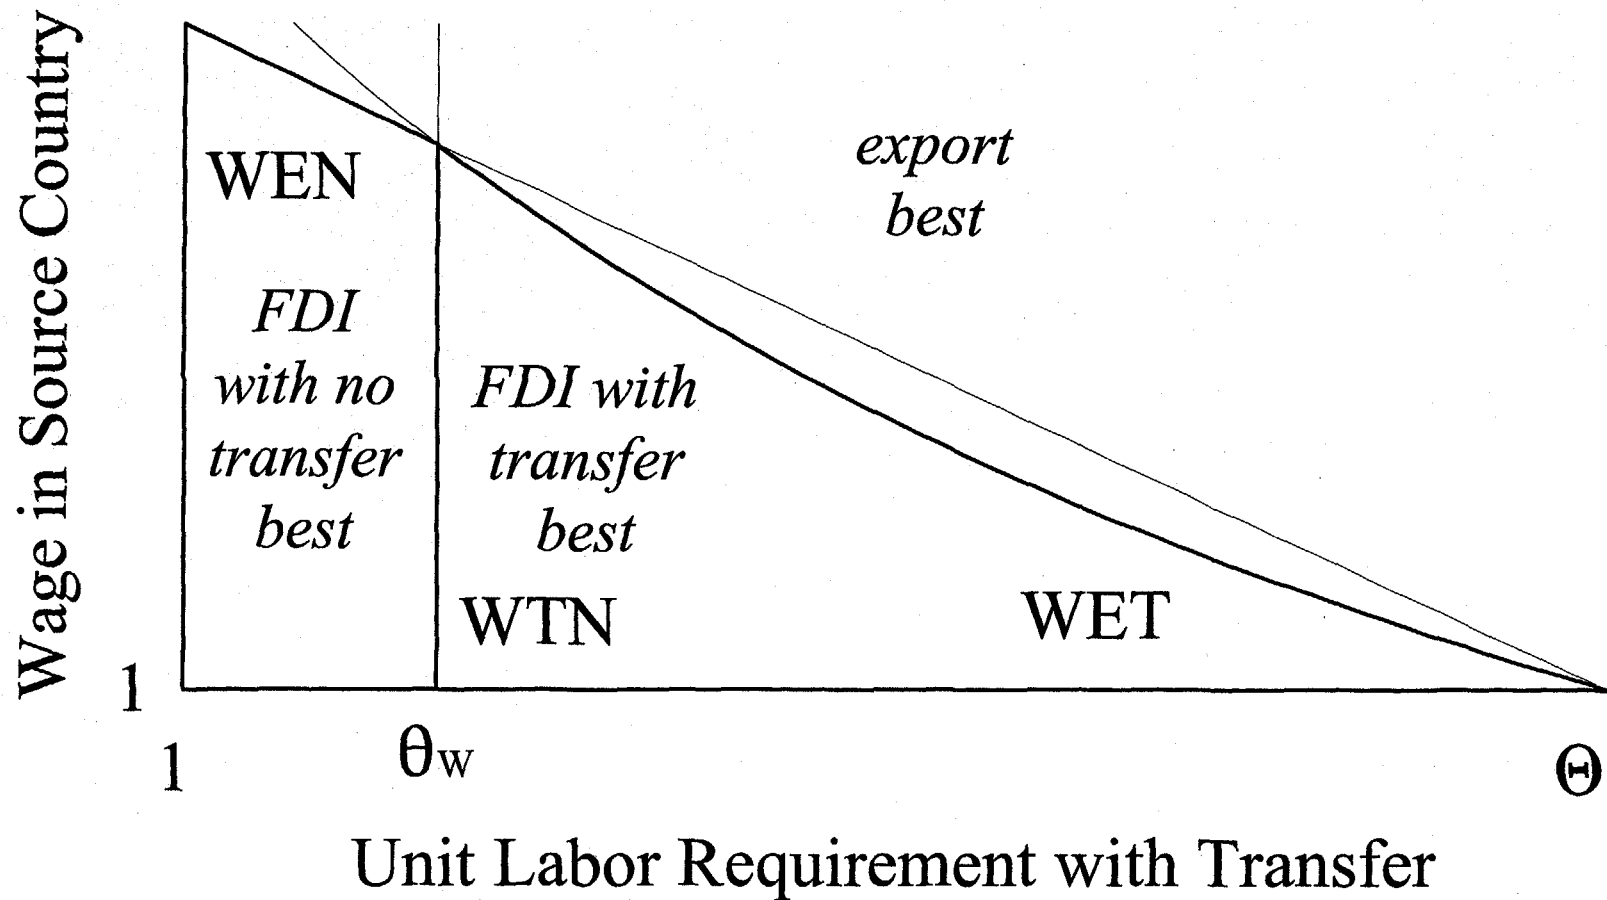 Wage in Source Country
export
best
WEN
FDI
with no
transfer
best
FDI with
transfer
best
WTN
WET
1
1
θw
Θ
Unit Labor Requirement with Transfer